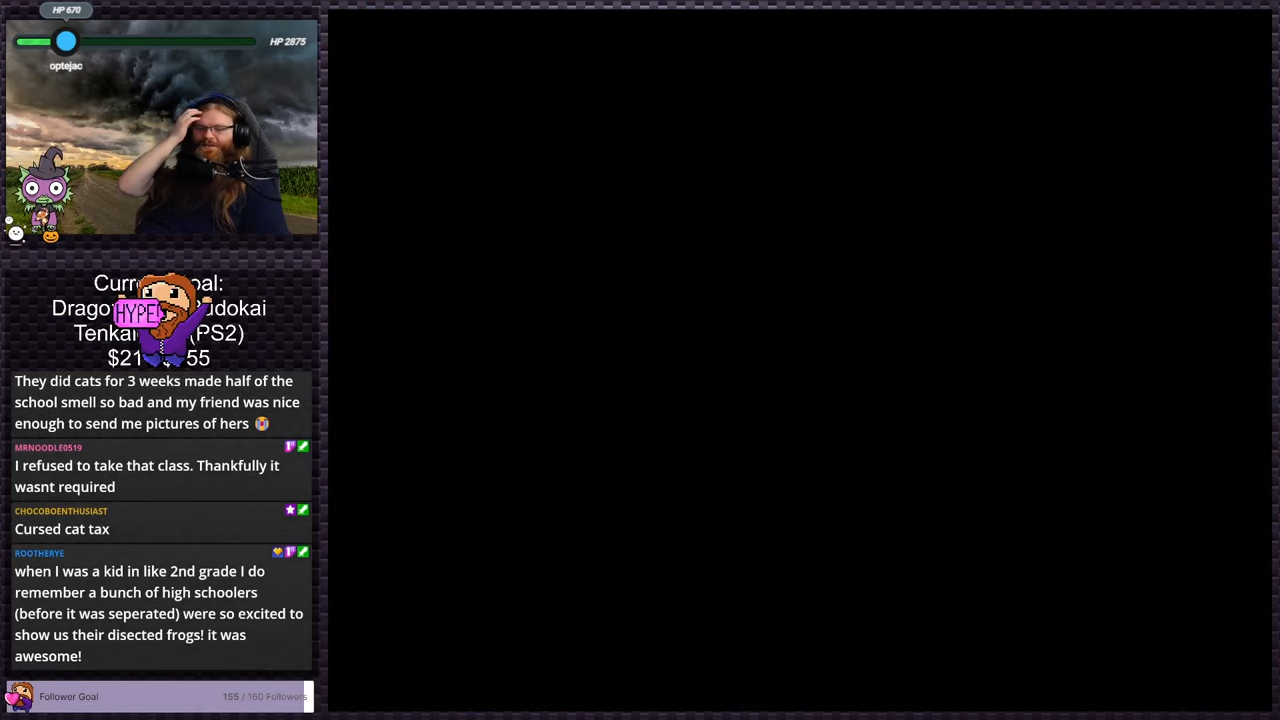 HP 670
HP 2875
optejac
HYPE!
(PS2)
They did cats for 3 weeks made half of the
school smell so bad and my friend was nice
enough to send me pictures of hers
MRNOODLE0519
I refused to take that class. Thankfully it
wasnt required
CHOCOBOENTHUSIAST
Cursed cat tax
ROOTHERYE
when I was a kid in like 2nd grade I do
remember a bunch of high schoolers
(before it was seperated) were so excited to
show us their disected frogs! it was
awesome!
Follower Goal
155 / 160 Followers